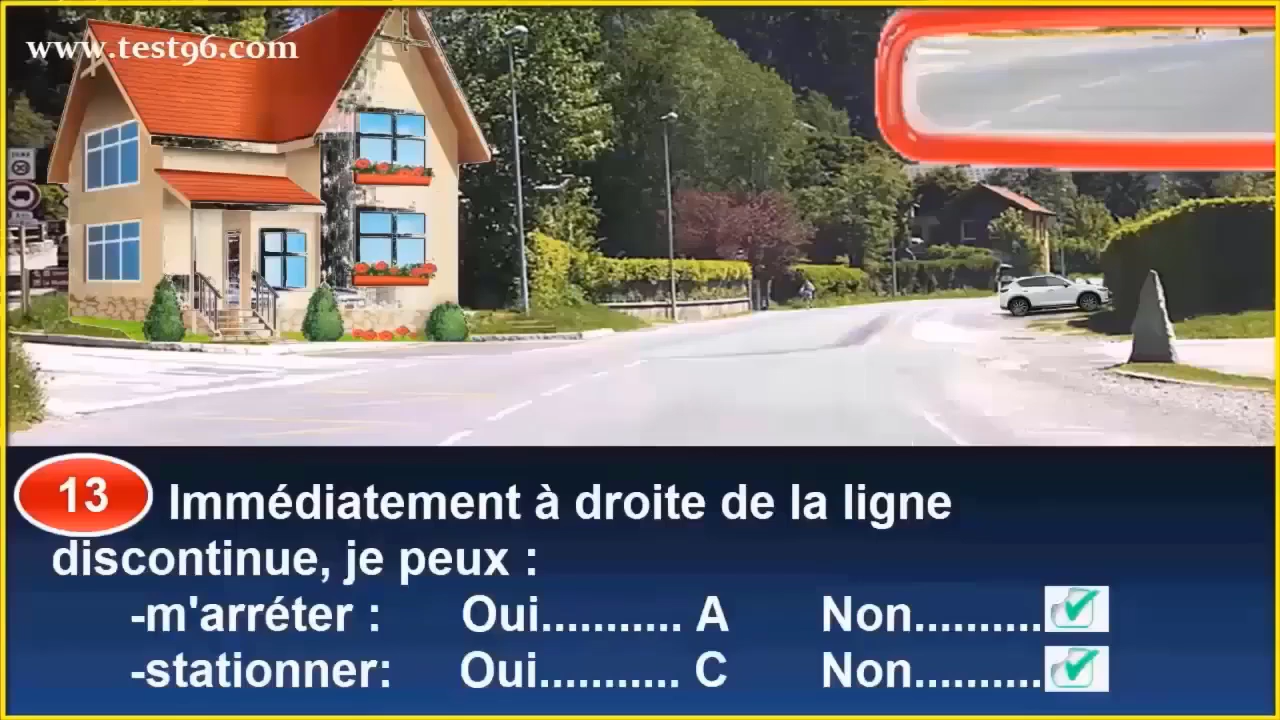 www.test96.com
13 Immédiatement à droite de la ligne
discontinue, je peux :
-m'arréter : Oui........... A Non..........
-stationner: Oui........... C Non..........